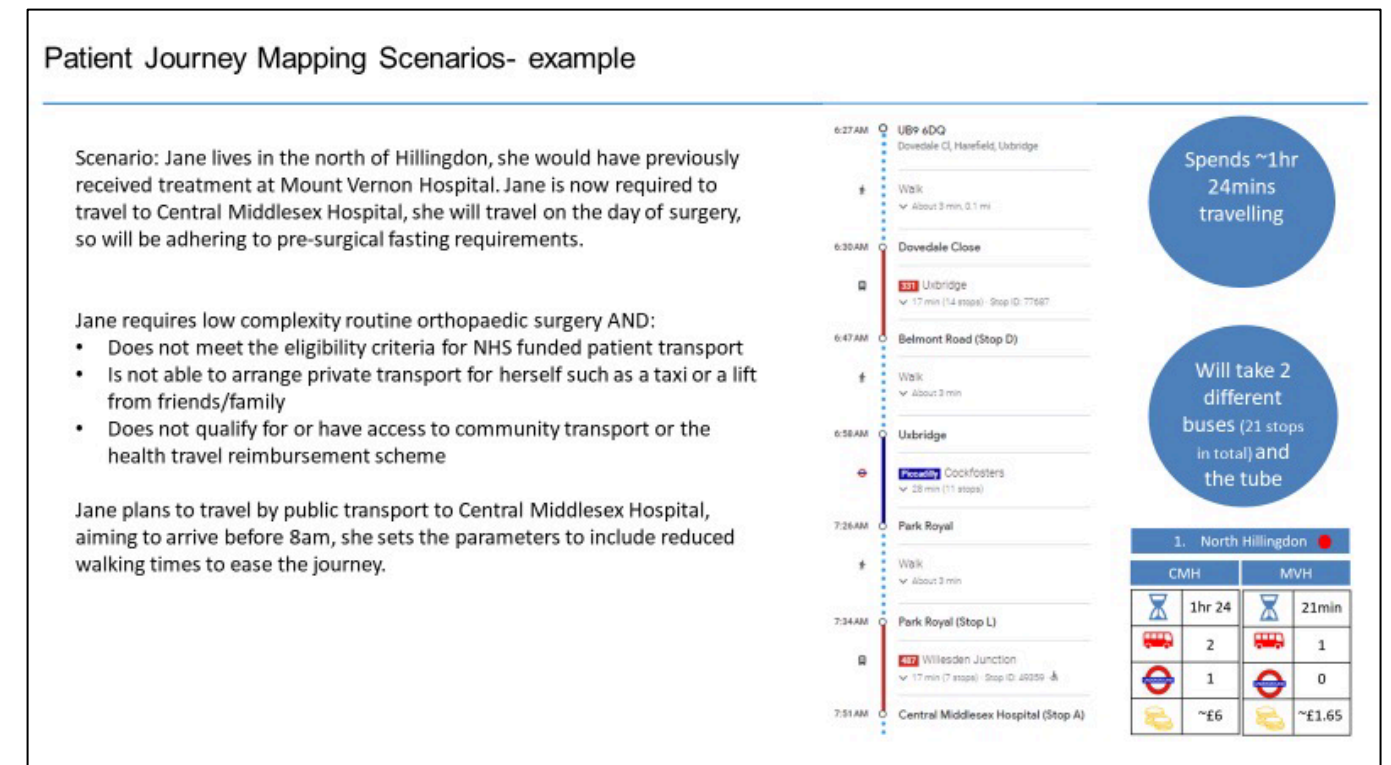 Patient Journey Mapping Scenarios- example
Scenario: Jane lives in the north of Hillingdon, she would have previously
received treatment at Mount Vernon Hospital. Jane is now required to
travel to Central Middlesex Hospital, she will travel on the day of surgery,
so will be adhering to pre-surgical fasting requirements.
Jane requires low complexity routine orthopaedic surgery AND:
• Does not meet the eligibility criteria for NHS funded patient transport
• Is not able to arrange private transport for herself such as a taxi or a lift
from friends/family
• Does not qualify for or have access to community transport or the
health travel reimbursement scheme
Jane plans to travel by public transport to Central Middlesex Hospital,
aiming to arrive before 8am, she sets the parameters to include reduced
walking times to ease the journey.
6:27 AM UB9 6DQ
Dovedale Cl, Harefield, Uxbridge
Walk
About 3 min, 0.1 mi
6:30 AM Dovedale Close
331 Uxbridge
17 min (14 stops) · Stop ID: 77687
6:47 AM Belmont Road (Stop D)
Walk
About 3 min
6:58 AM Uxbridge
Piccadilly Cockfosters
28 min (11 stops)
7:26 AM Park Royal
Walk
About 3 min
7:34 AM Park Royal (Stop L)
487 Willesden Junction
17 min (7 stops) · Stop ID: 49359
7:51 AM Central Middlesex Hospital (Stop A)
Spends ~1hr
24mins
travelling
Will take 2
different
buses (21 stops
in total) and
the tube
1. North Hillingdon
CMH MVH
1hr 24 21min
2 1
1 0
~£6 ~£1.65